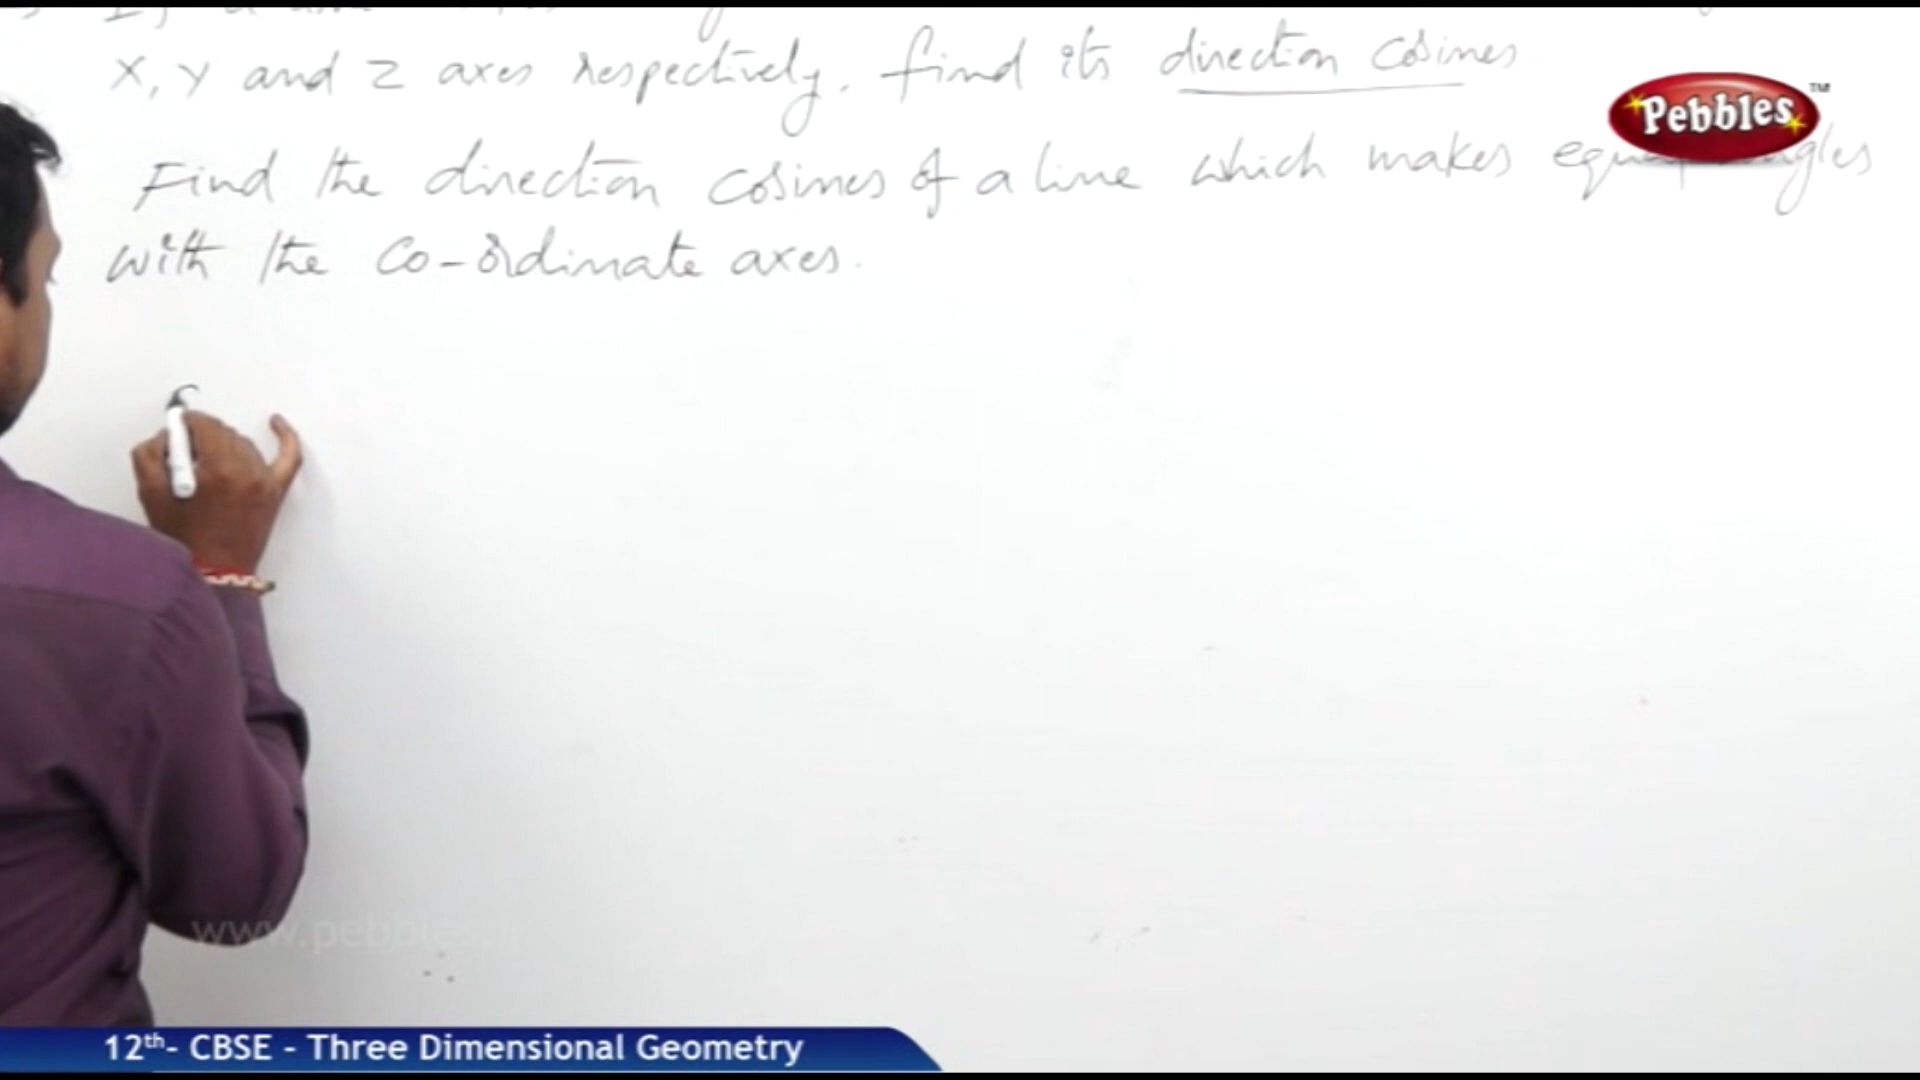 X, Y and Z axes respectively, find its direction cosines
Pebbles™
Find the direction cosines of a line which makes equal angles
with the co-ordinate axes.
www.pebbles
12th- CBSE - Three Dimensional Geometry